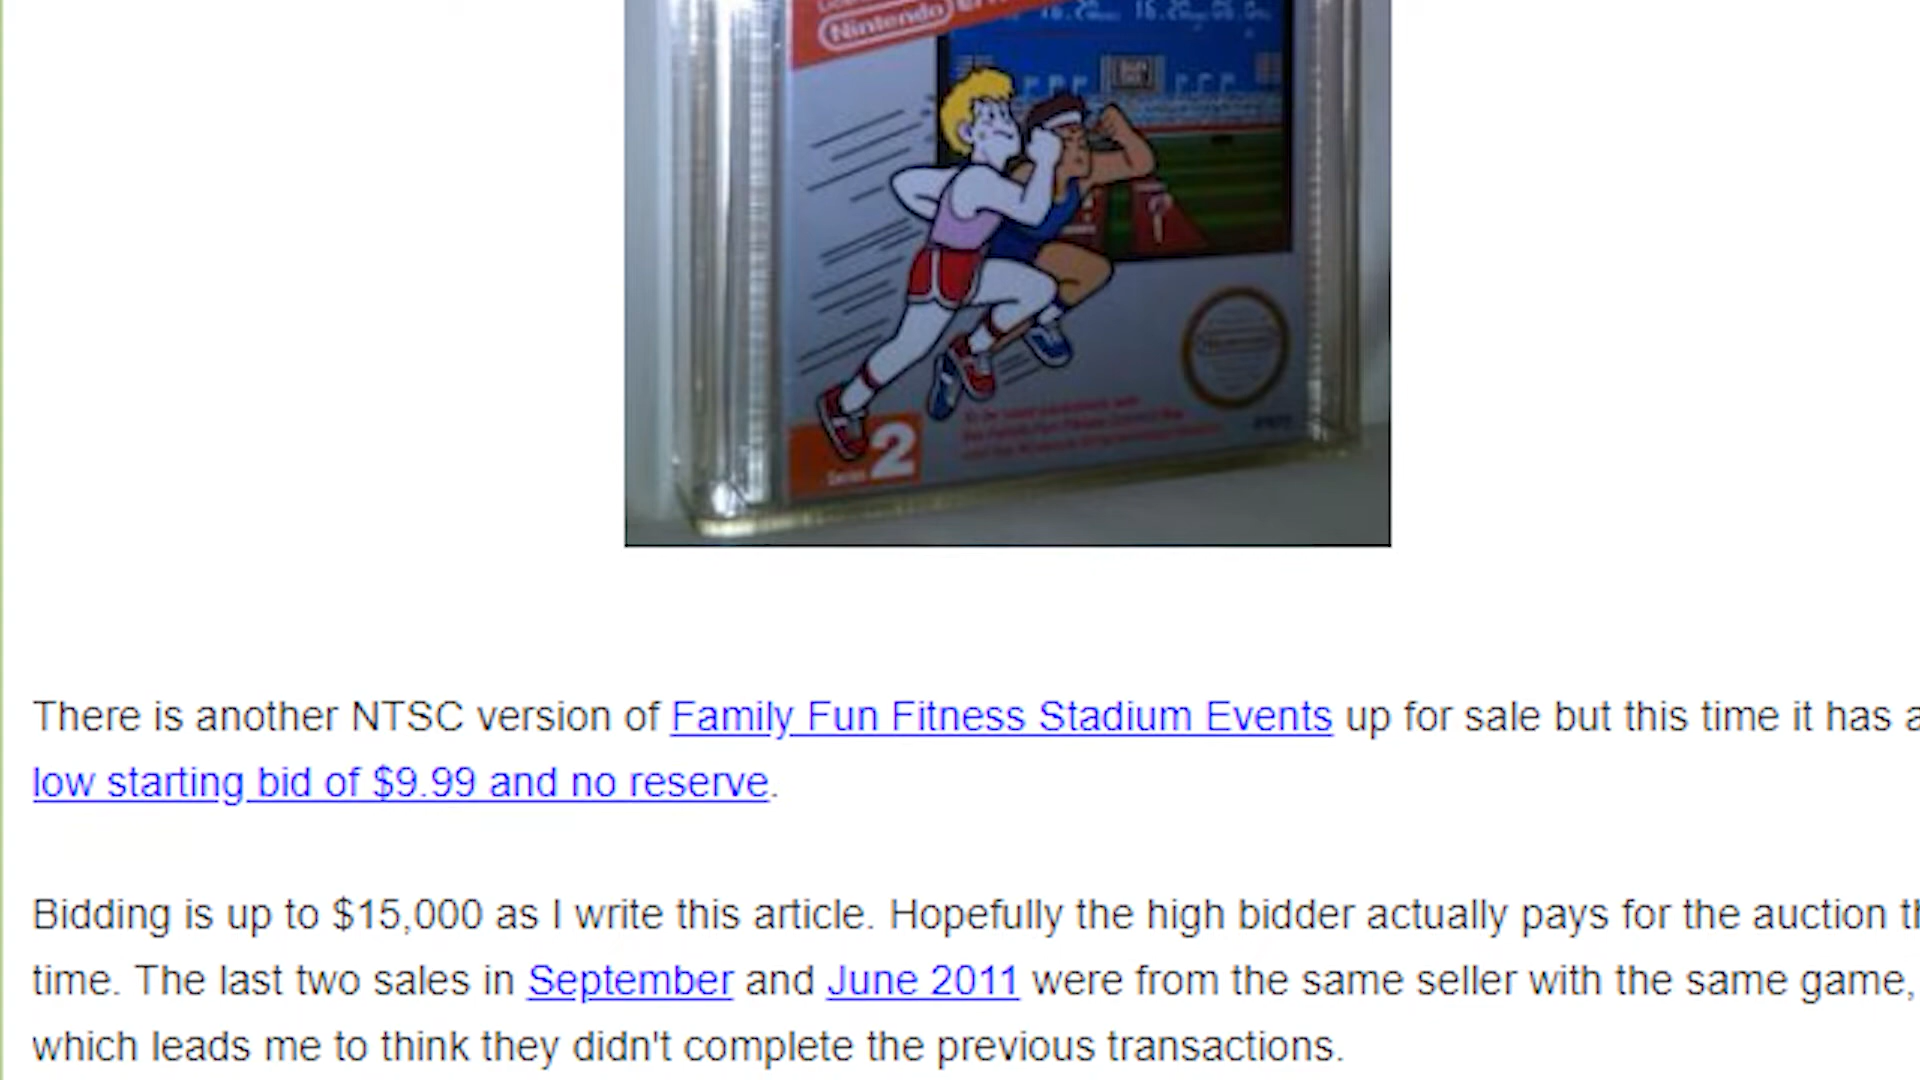 Nintendo
Series 2
There is another NTSC version of Family Fun Fitness Stadium Events up for sale but this time it has a
low starting bid of $9.99 and no reserve.
Bidding is up to $15,000 as I write this article. Hopefully the high bidder actually pays for the auction th
time. The last two sales in September and June 2011 were from the same seller with the same game,
which leads me to think they didn't complete the previous transactions.